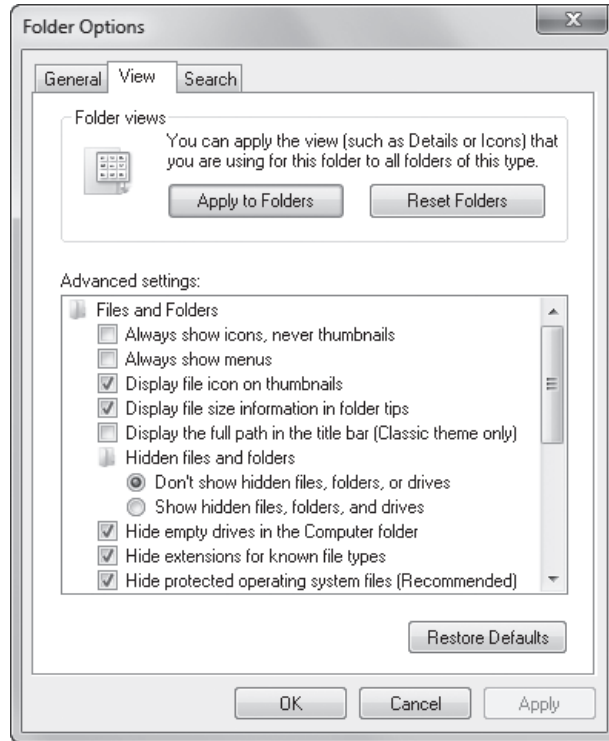 Folder Options
General View Search
Folder views
You can apply the view (such as Details or Icons) that
you are using for this folder to all folders of this type.
Apply to Folders Reset Folders
Advanced settings:
Files and Folders
Always show icons, never thumbnails
Always show menus
Display file icon on thumbnails
Display file size information in folder tips
Display the full path in the title bar (Classic theme only)
Hidden files and folders
Don't show hidden files, folders, or drives
Show hidden files, folders, and drives
Hide empty drives in the Computer folder
Hide extensions for known file types
Hide protected operating system files (Recommended)
Restore Defaults
OK Cancel Apply